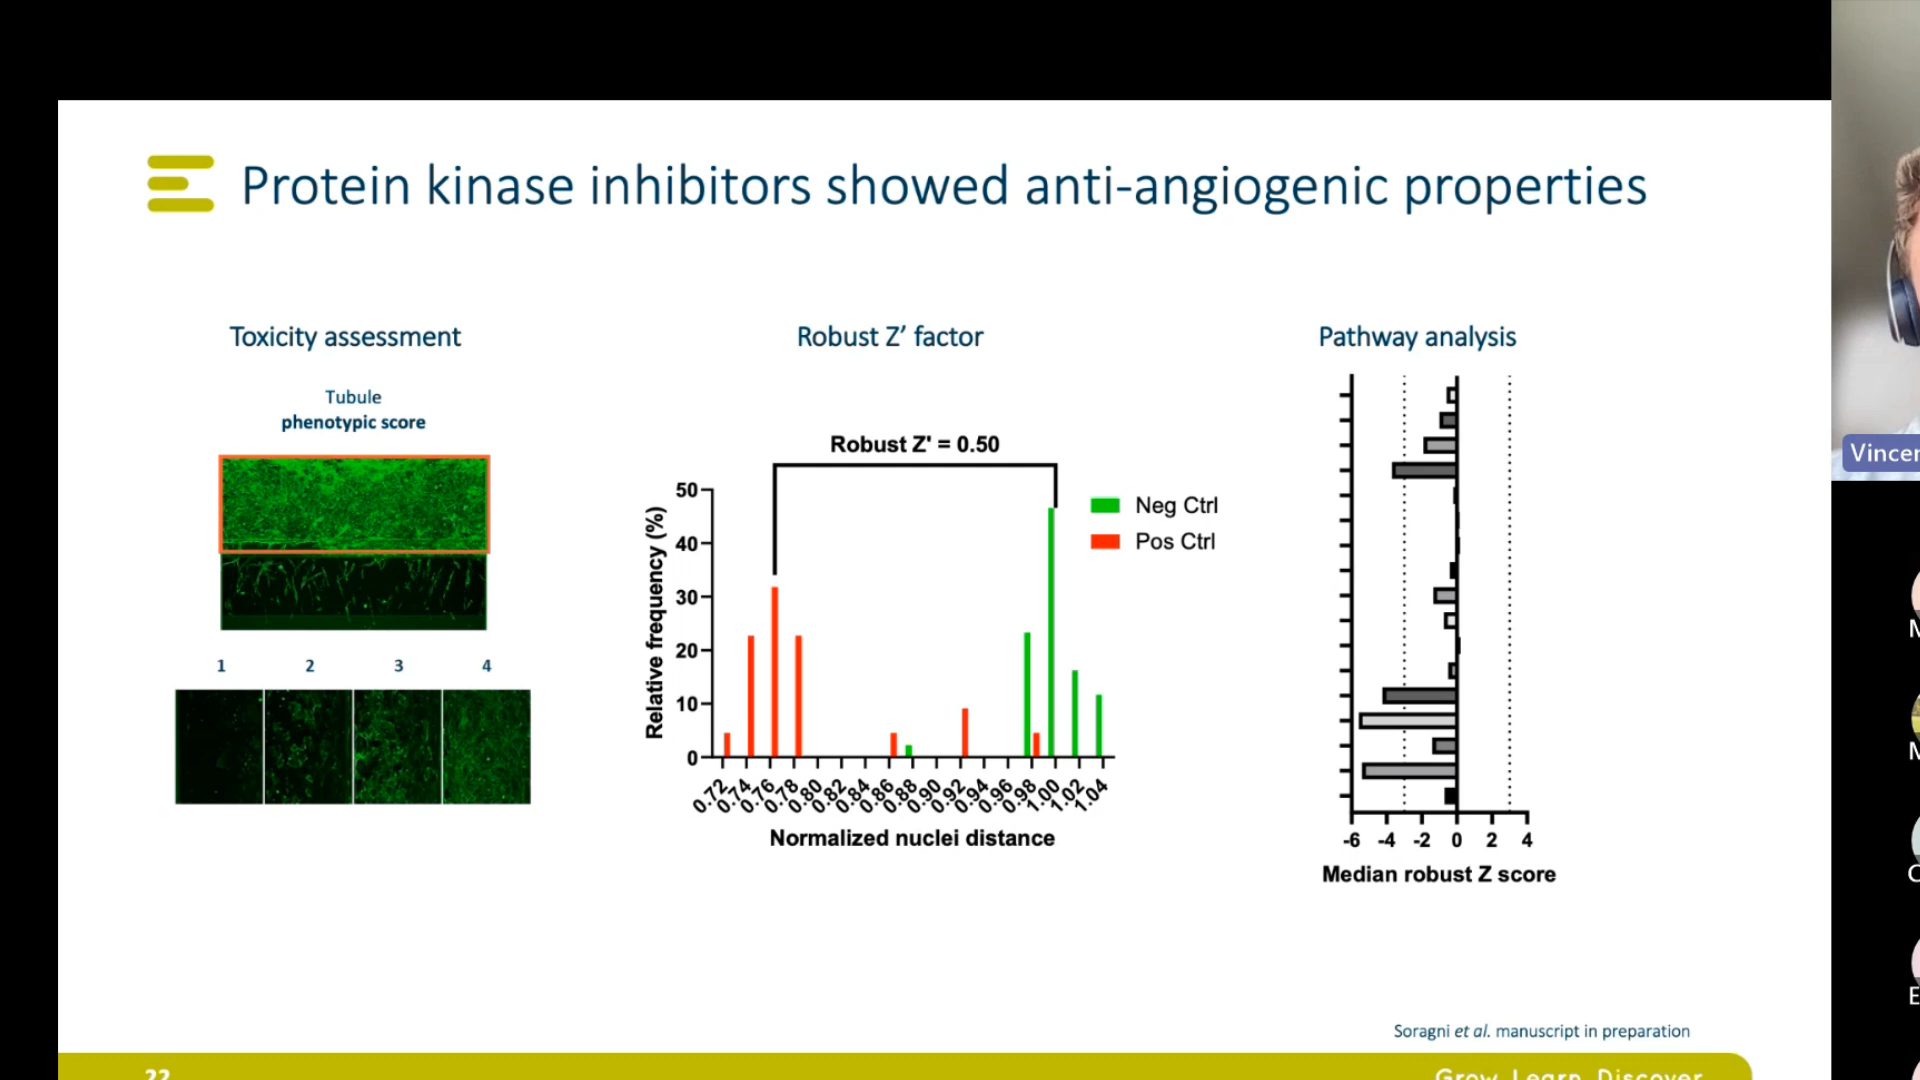 Protein kinase inhibitors showed anti-angiogenic properties
Toxicity assessment
Tubule
phenotypic score
1 2 3 4
Robust Z′ factor
Robust Z' = 0.50
Neg Ctrl
Pos Ctrl
Relative frequency (%)
50
40
30
20
10
0
0.72 0.74 0.76 0.78 0.80 0.82 0.84 0.86 0.88 0.90 0.92 0.94 0.96 0.98 1.00 1.02 1.04
Normalized nuclei distance
Pathway analysis
-6 -4 -2 0 2 4
Median robust Z score
Soragni et al. manuscript in preparation
22
Grow. Learn. Discover